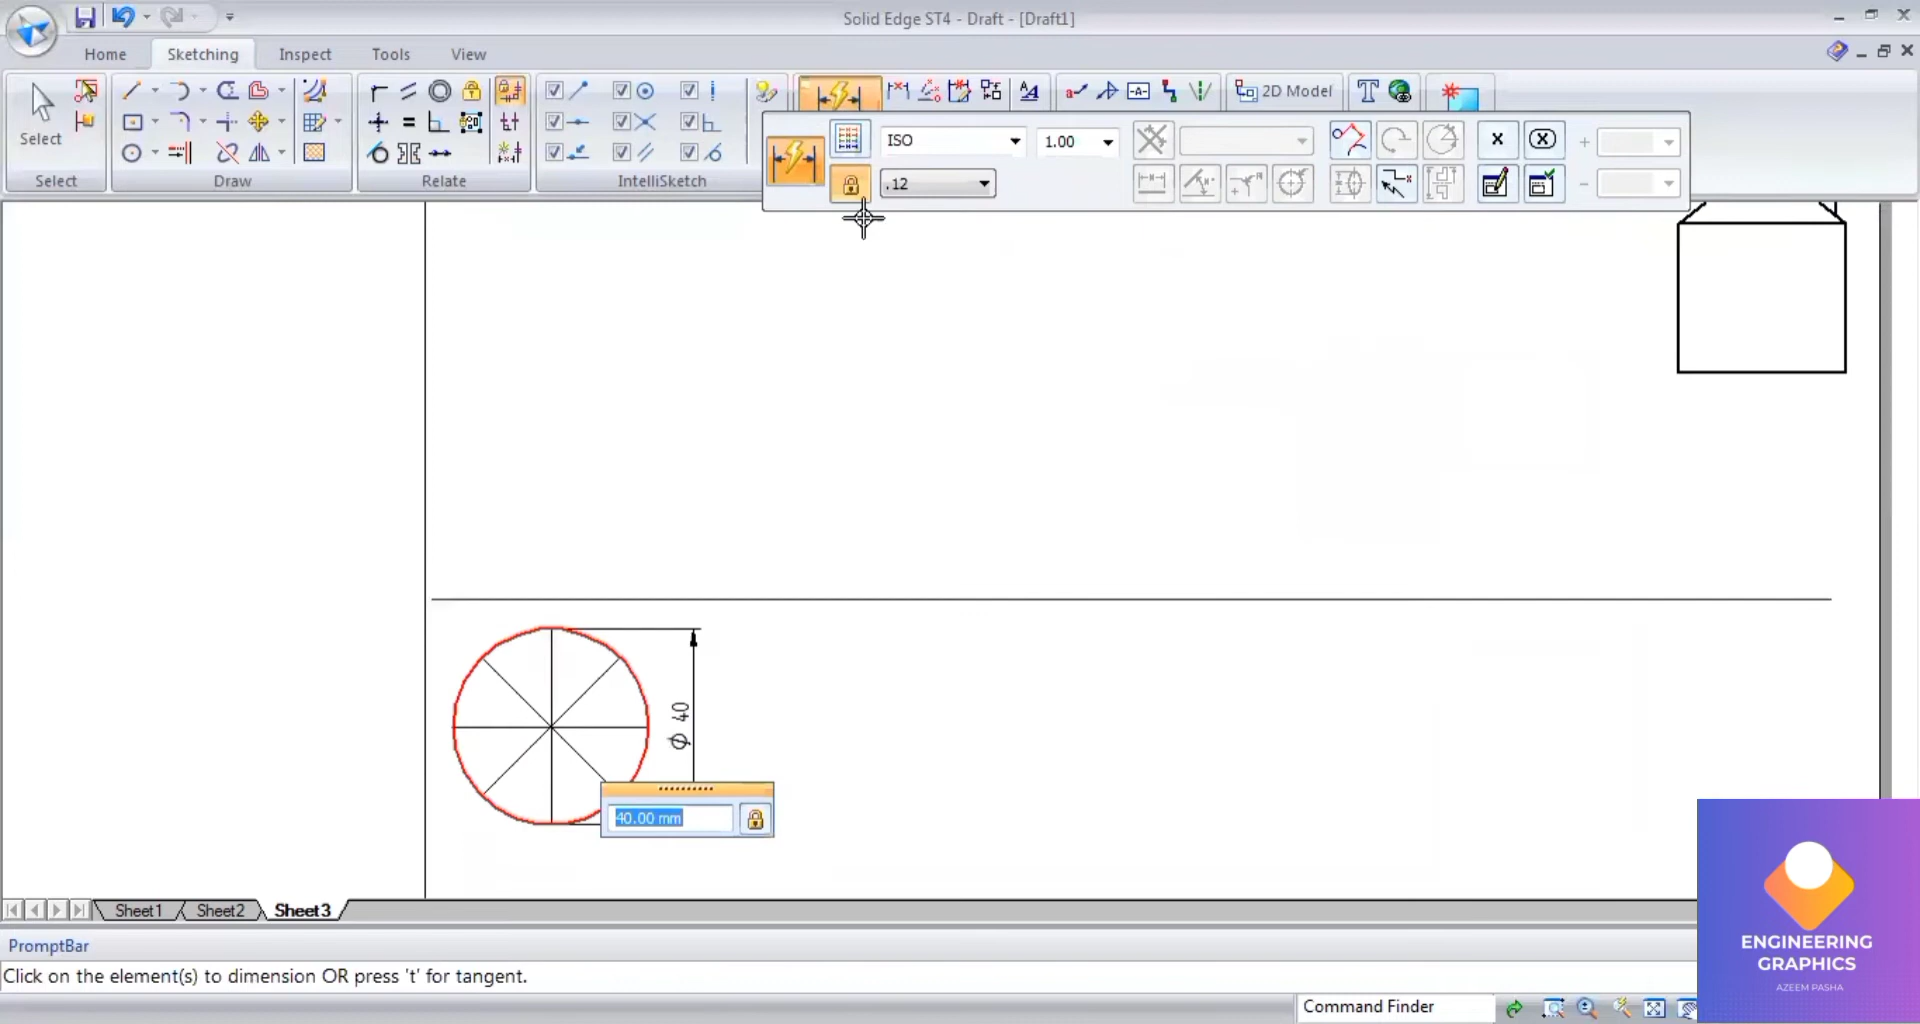 Solid Edge ST4 - Draft - [Draft1]
Home
Sketching
Inspect
Tools
View
Select
Select
Draw
Relate
IntelliSketch
A
-A-
2D Model
T
ISO
1.00
.12
x
(X)
+
-
Φ 40
40.00 mm
Sheet1
Sheet2
Sheet3
PromptBar
Click on the element(s) to dimension OR press 't' for tangent.
Command Finder
ENGINEERING
GRAPHICS
AZEEM PASHA